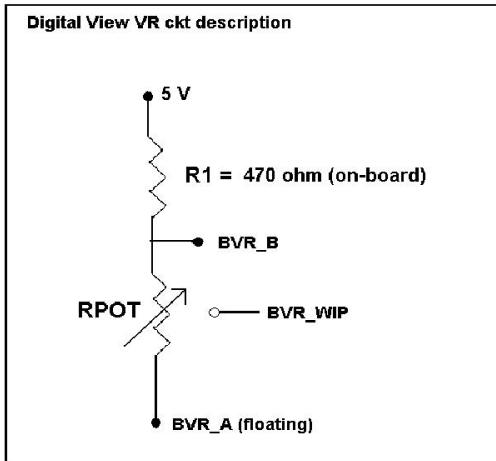 Digital View VR ckt description
5 V
R1 = 470 ohm (on-board)
BVR_B
RPOT
BVR_WIP
BVR_A (floating)